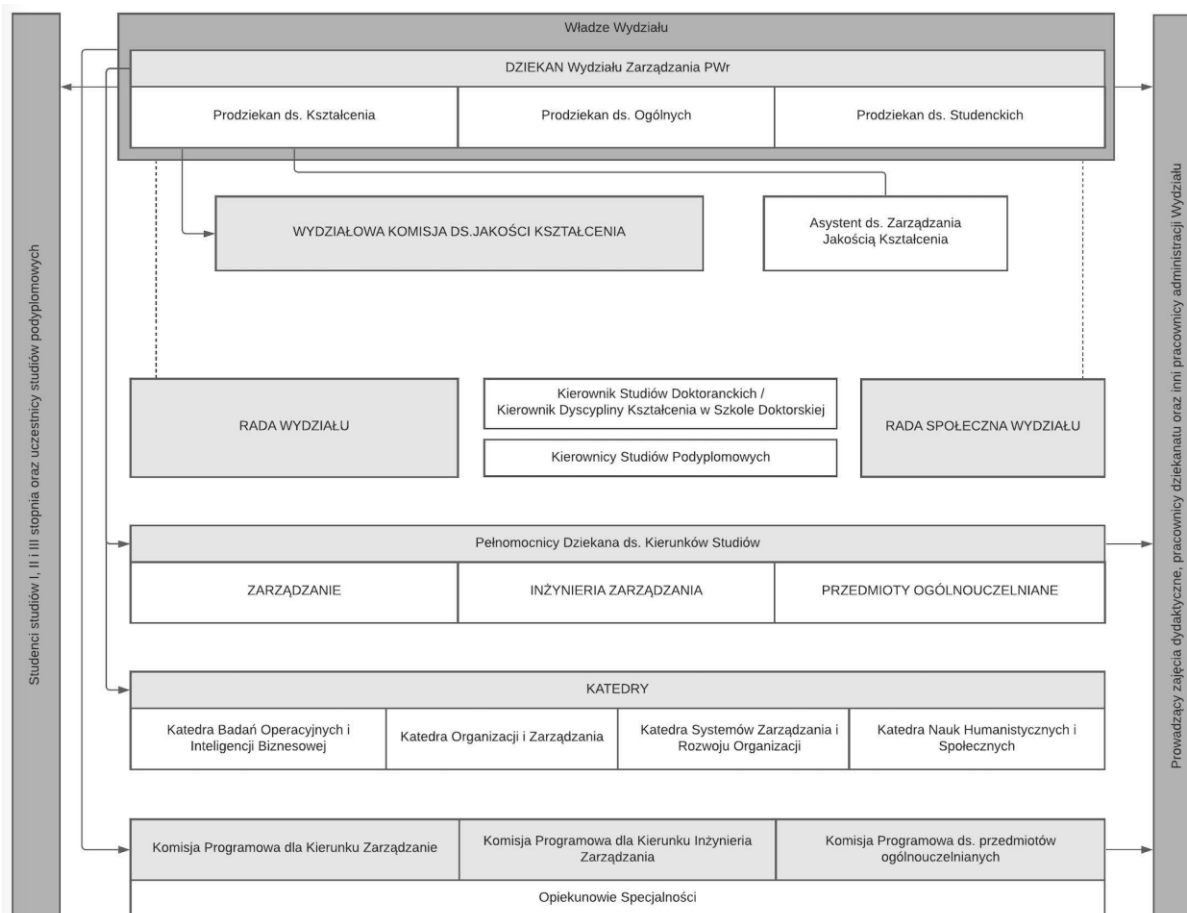 Władze Wydziału
DZIEKAN Wydziału Zarządzania PWr
Prodziekan ds. Kształcenia
Prodziekan ds. Ogólnych
Prodziekan ds. Studenckich
WYDZIAŁOWA KOMISJA DS.JAKOŚCI KSZTAŁCENIA
Asystent ds. Zarządzania
Jakością Kształcenia
RADA WYDZIAŁU
Kierownik Studiów Doktoranckich /
Kierownik Dyscypliny Kształcenia w Szkole Doktorskiej
Kierownicy Studiów Podyplomowych
RADA SPOŁECZNA WYDZIAŁU
Pełnomocnicy Dziekana ds. Kierunków Studiów
ZARZĄDZANIE
INŻYNIERIA ZARZĄDZANIA
PRZEDMIOTY OGÓLNOUCZELNIANE
KATEDRY
Katedra Badań Operacyjnych i
Inteligencji Biznesowej
Katedra Organizacji i Zarządzania
Katedra Systemów Zarządzania i
Rozwoju Organizacji
Katedra Nauk Humanistycznych i
Społecznych
Komisja Programowa dla Kierunku Zarządzanie
Komisja Programowa dla Kierunku Inżynieria
Zarządzania
Komisja Programowa ds. przedmiotów
ogólnouczelnianych
Opiekunowie Specjalności
Studenci studiów I, II i III stopnia oraz uczestnicy studiów podyplomowych
Prowadzący zajęcia dydaktyczne, pracownicy dziekanatu oraz inni pracownicy administracji Wydziału